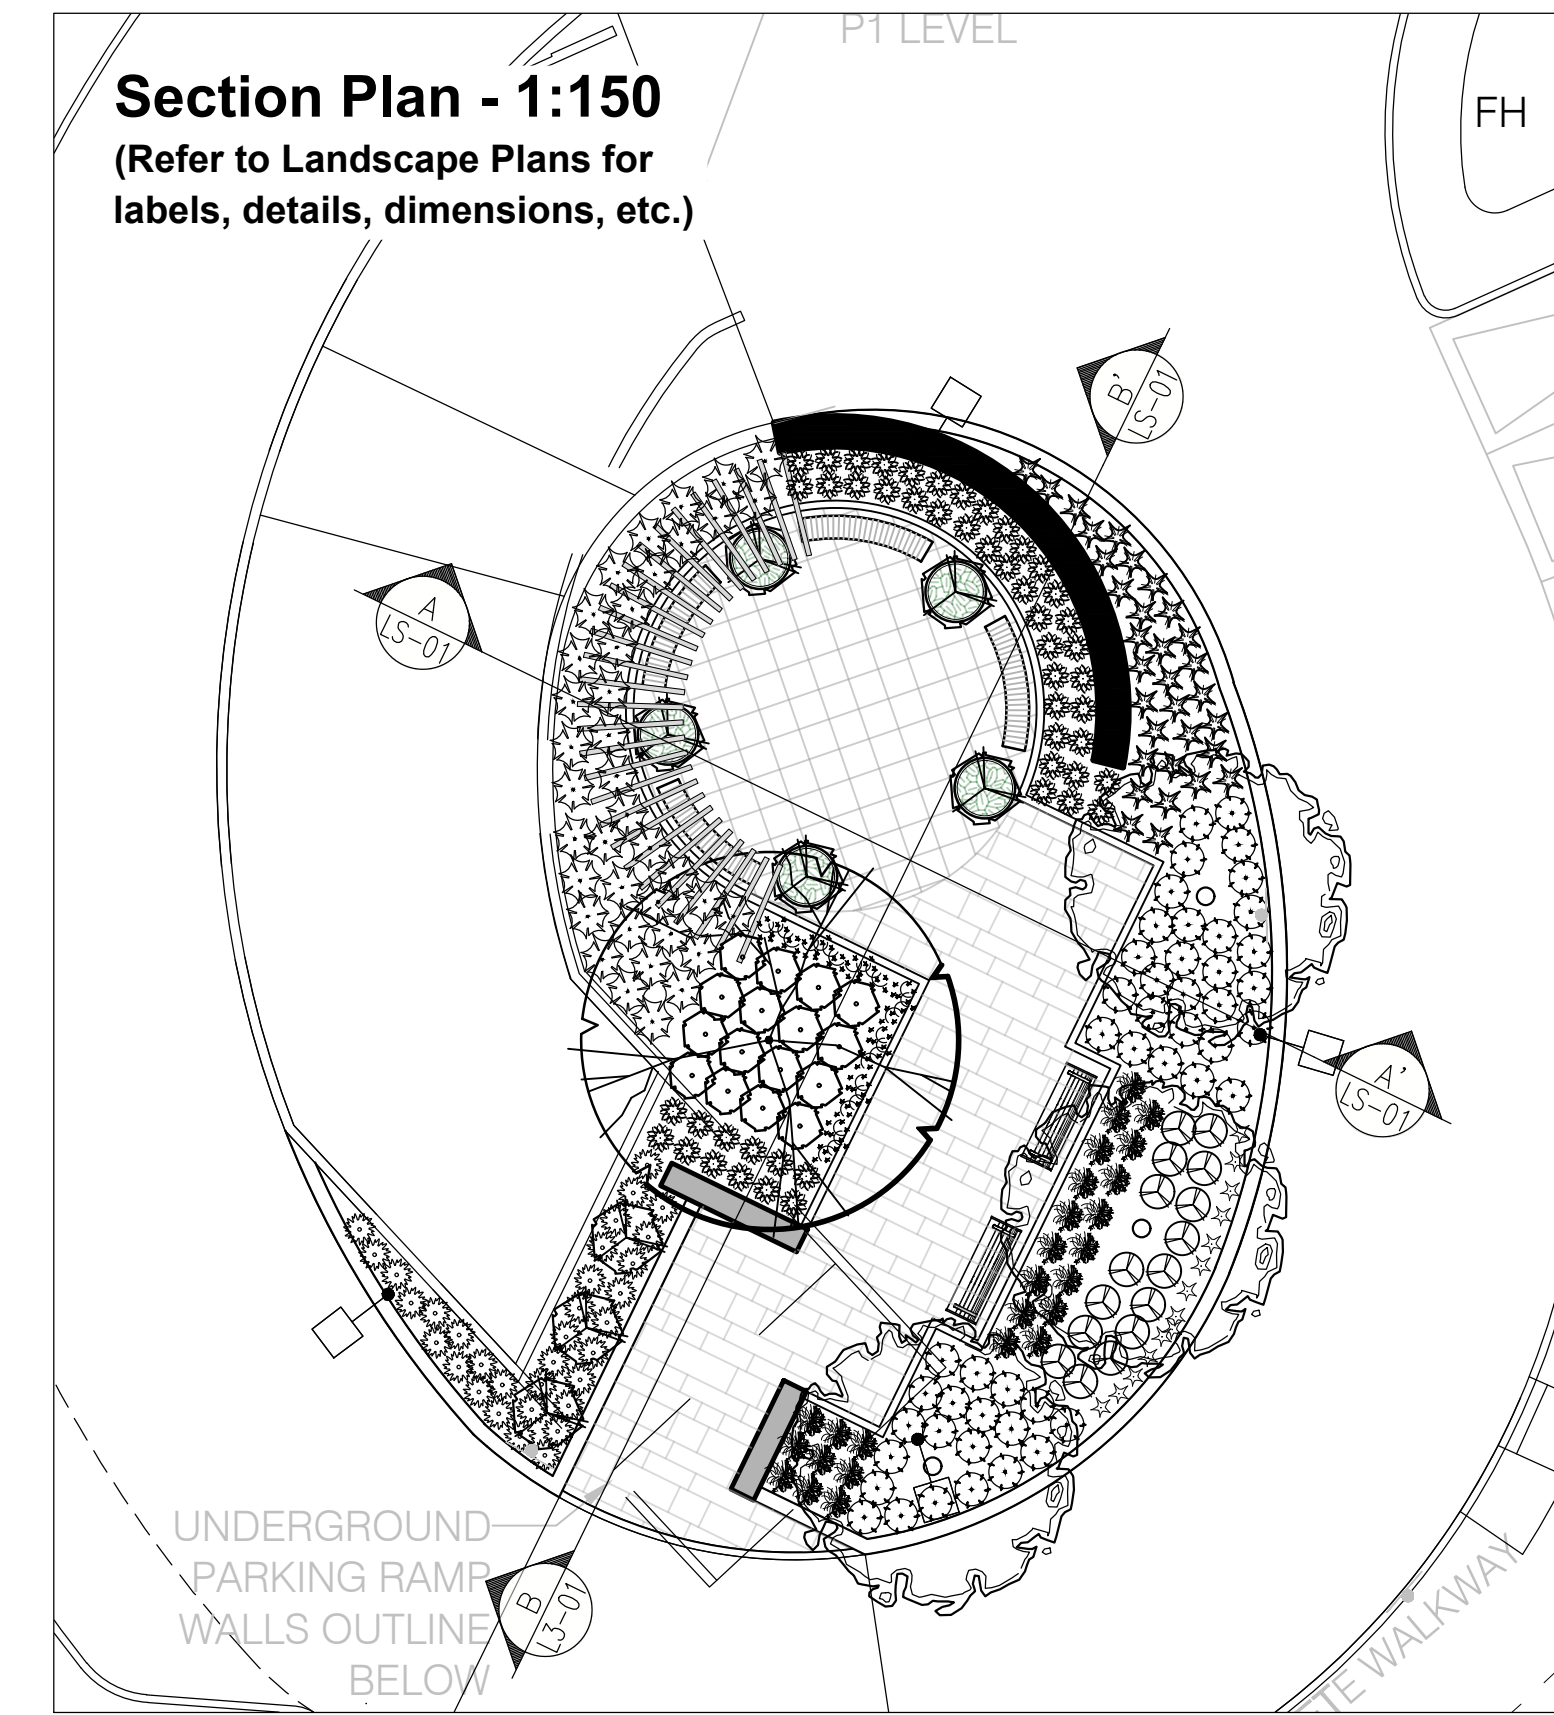 P1 LEVEL
Section Plan - 1:150
(Refer to Landscape Plans for
labels, details, dimensions, etc.)
FH
B'
LS-01
A
LS-01
A'
LS-01
UNDERGROUND
PARKING RAMP
WALLS OUTLINE
BELOW
B
L3-01
WALKWAY